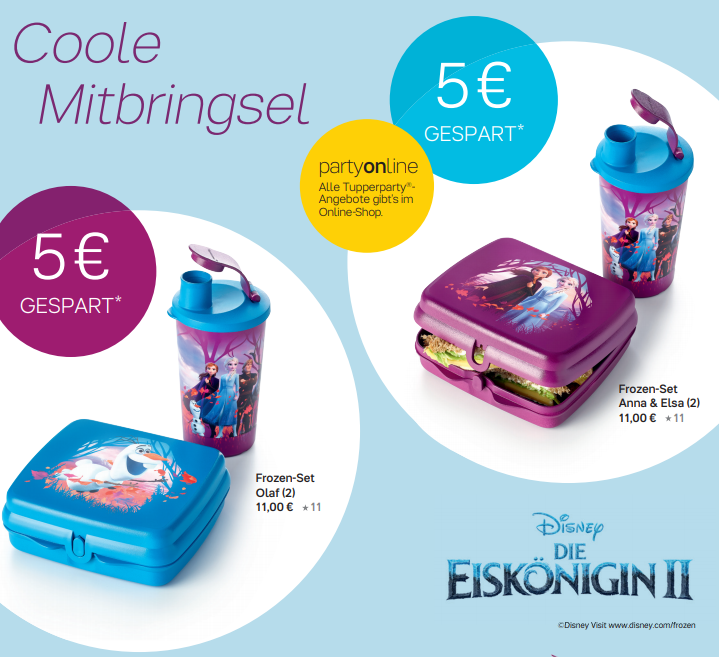 Coole
Mitbringsel
5 €
GESPART*
partyonline
Alle Tupperparty®-
Angebote gibt's im
Online-Shop.
5 €
GESPART*
Frozen-Set
Anna & Elsa (2)
11,00 € ★11
Frozen-Set
Olaf (2)
11,00 € ★11
Disney
DIE
EISKÖNIGIN II
©Disney Visit www.disney.com/frozen